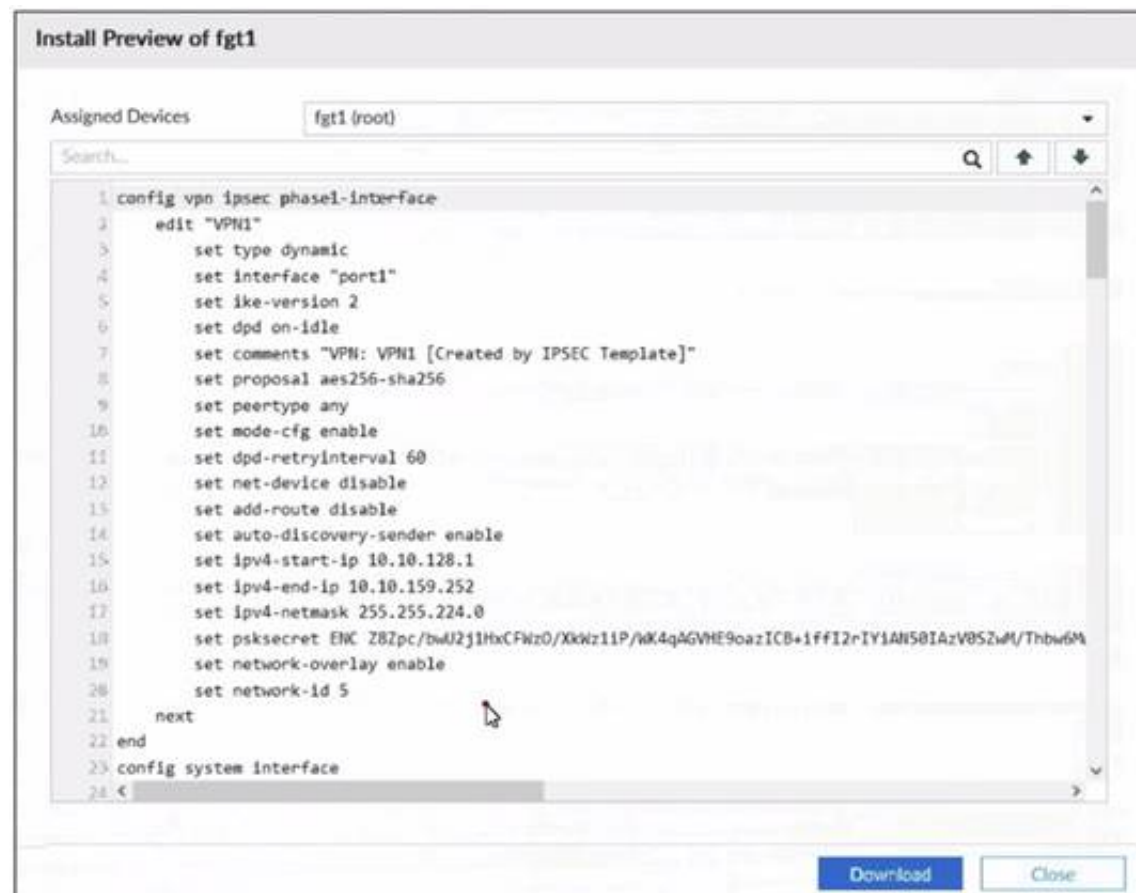 Install Preview of fgt1
Assigned Devices fgt1 (root)
Search...
1 config vpn ipsec phase1-interface
2 edit "VPN1"
3 set type dynamic
4 set interface "port1"
5 set ike-version 2
6 set dpd on-idle
7 set comments "VPN: VPN1 [Created by IPSEC Template]"
8 set proposal aes256-sha256
9 set peertype any
10 set mode-cfg enable
11 set dpd-retryinterval 60
12 set net-device disable
13 set add-route disable
14 set auto-discovery-sender enable
15 set ipv4-start-ip 10.10.128.1
16 set ipv4-end-ip 10.10.159.252
17 set ipv4-netmask 255.255.224.0
18 set psksecret ENC
19 set network-overlay enable
20 set network-id 5
21 next
22 end
23 config system interface
24
Download Close